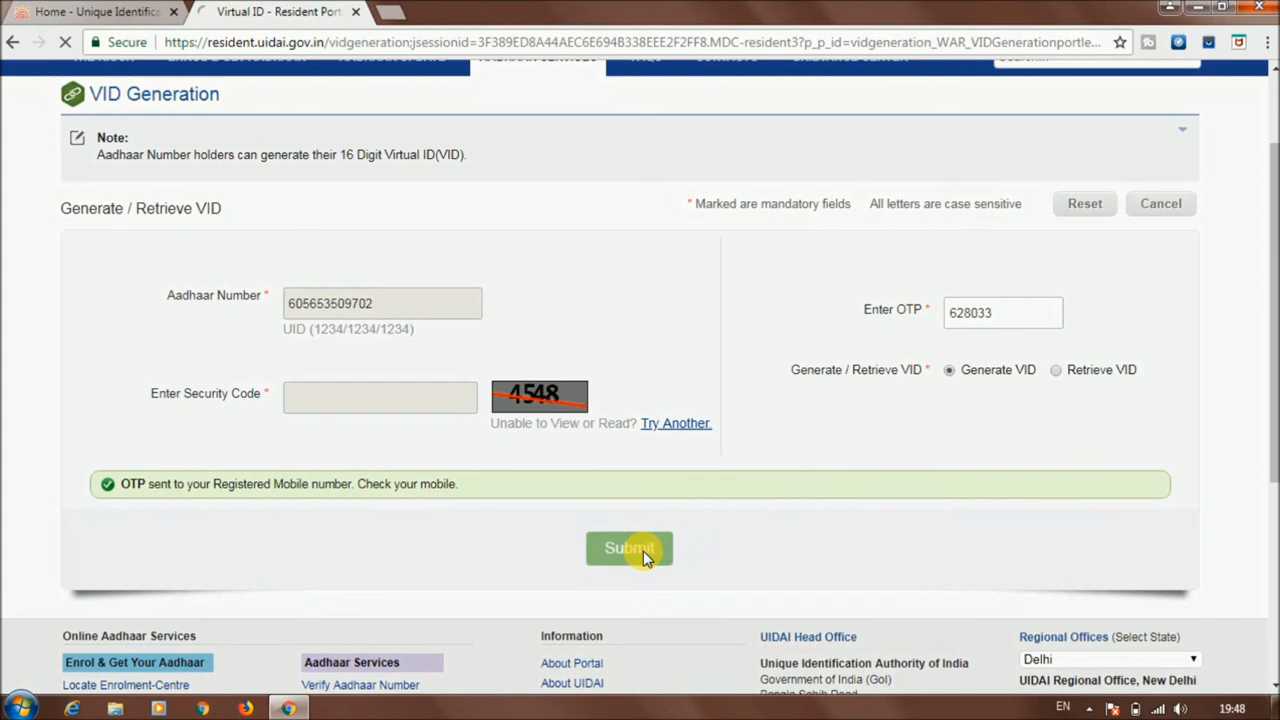 Home - Unique Identifica
Virtual ID - Resident Port
Secure
https://resident.uidai.gov.in/vidgeneration;jsessionid=3F389ED8A44AEC6E694B338EEE2F2FF8.MDC-resident3?p_p_id=vidgeneration_WAR_VIDGenerationportle...
VID Generation
Note:
Aadhaar Number holders can generate their 16 Digit Virtual ID(VID).
Generate / Retrieve VID
* Marked are mandatory fields
All letters are case sensitive
Reset
Cancel
Aadhaar Number *
605653509702
UID (1234/1234/1234)
Enter OTP *
628033
Generate / Retrieve VID *
Generate VID
Retrieve VID
Enter Security Code *
4548
Unable to View or Read? Try Another.
OTP sent to your Registered Mobile number. Check your mobile.
Submit
Online Aadhaar Services
Information
UIDAI Head Office
Regional Offices (Select State)
Enrol & Get Your Aadhaar
Aadhaar Services
About Portal
Unique Identification Authority of India
Delhi
Locate Enrolment-Centre
Verify Aadhaar Number
About UIDAI
Government of India (GoI)
UIDAI Regional Office, New Delhi
EN
19:48